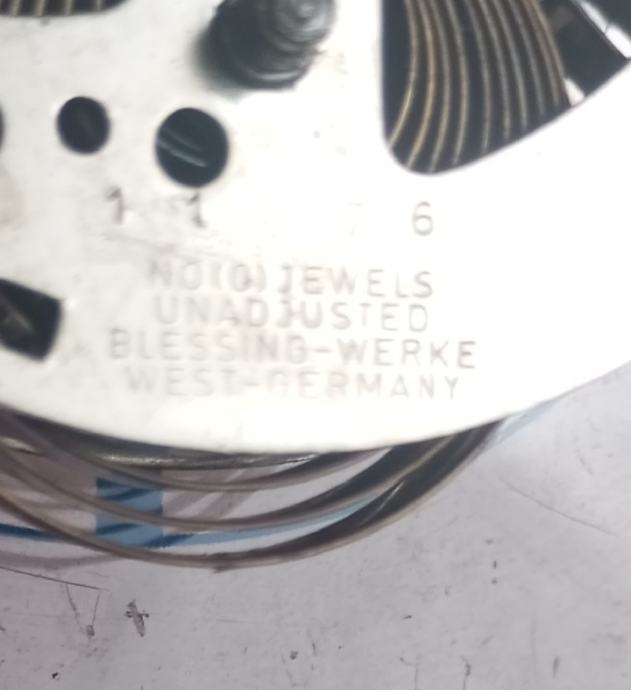 1 1 6
NO(0) JEWELS
UNADJUSTED
BLESSING-WERKE
WEST-GERMANY